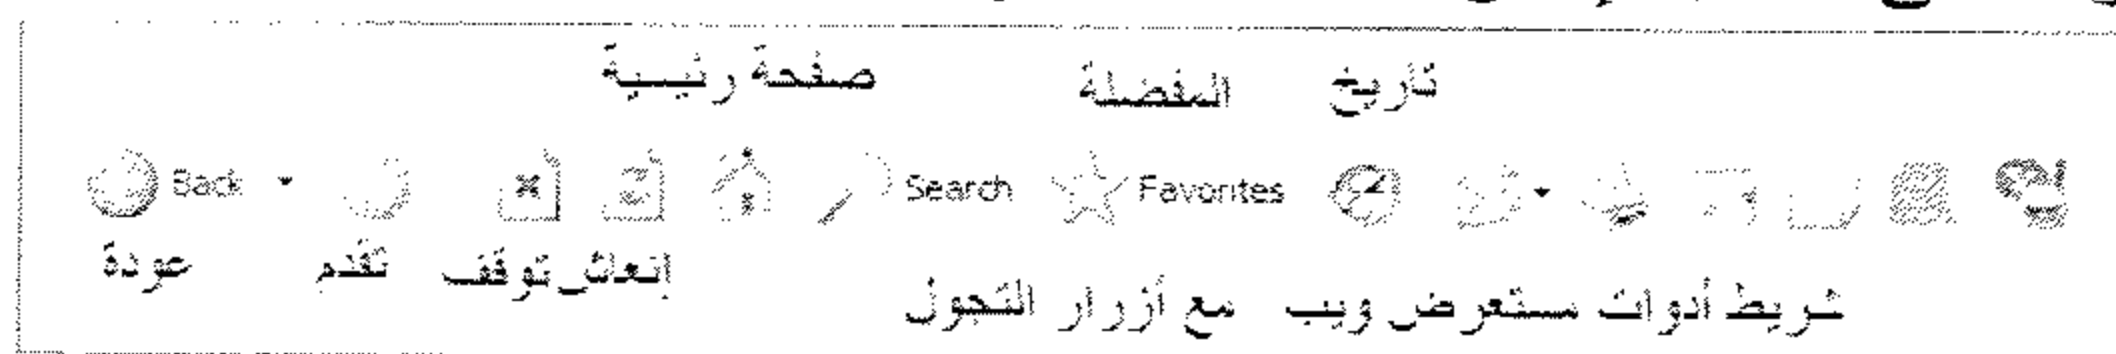 صفحة رئيسية المفضلة تاريخ
Back Search Favorites
عودة تقدم توقف إنعاش
شريط أدوات مستعرض ويب مع أزرار التجول